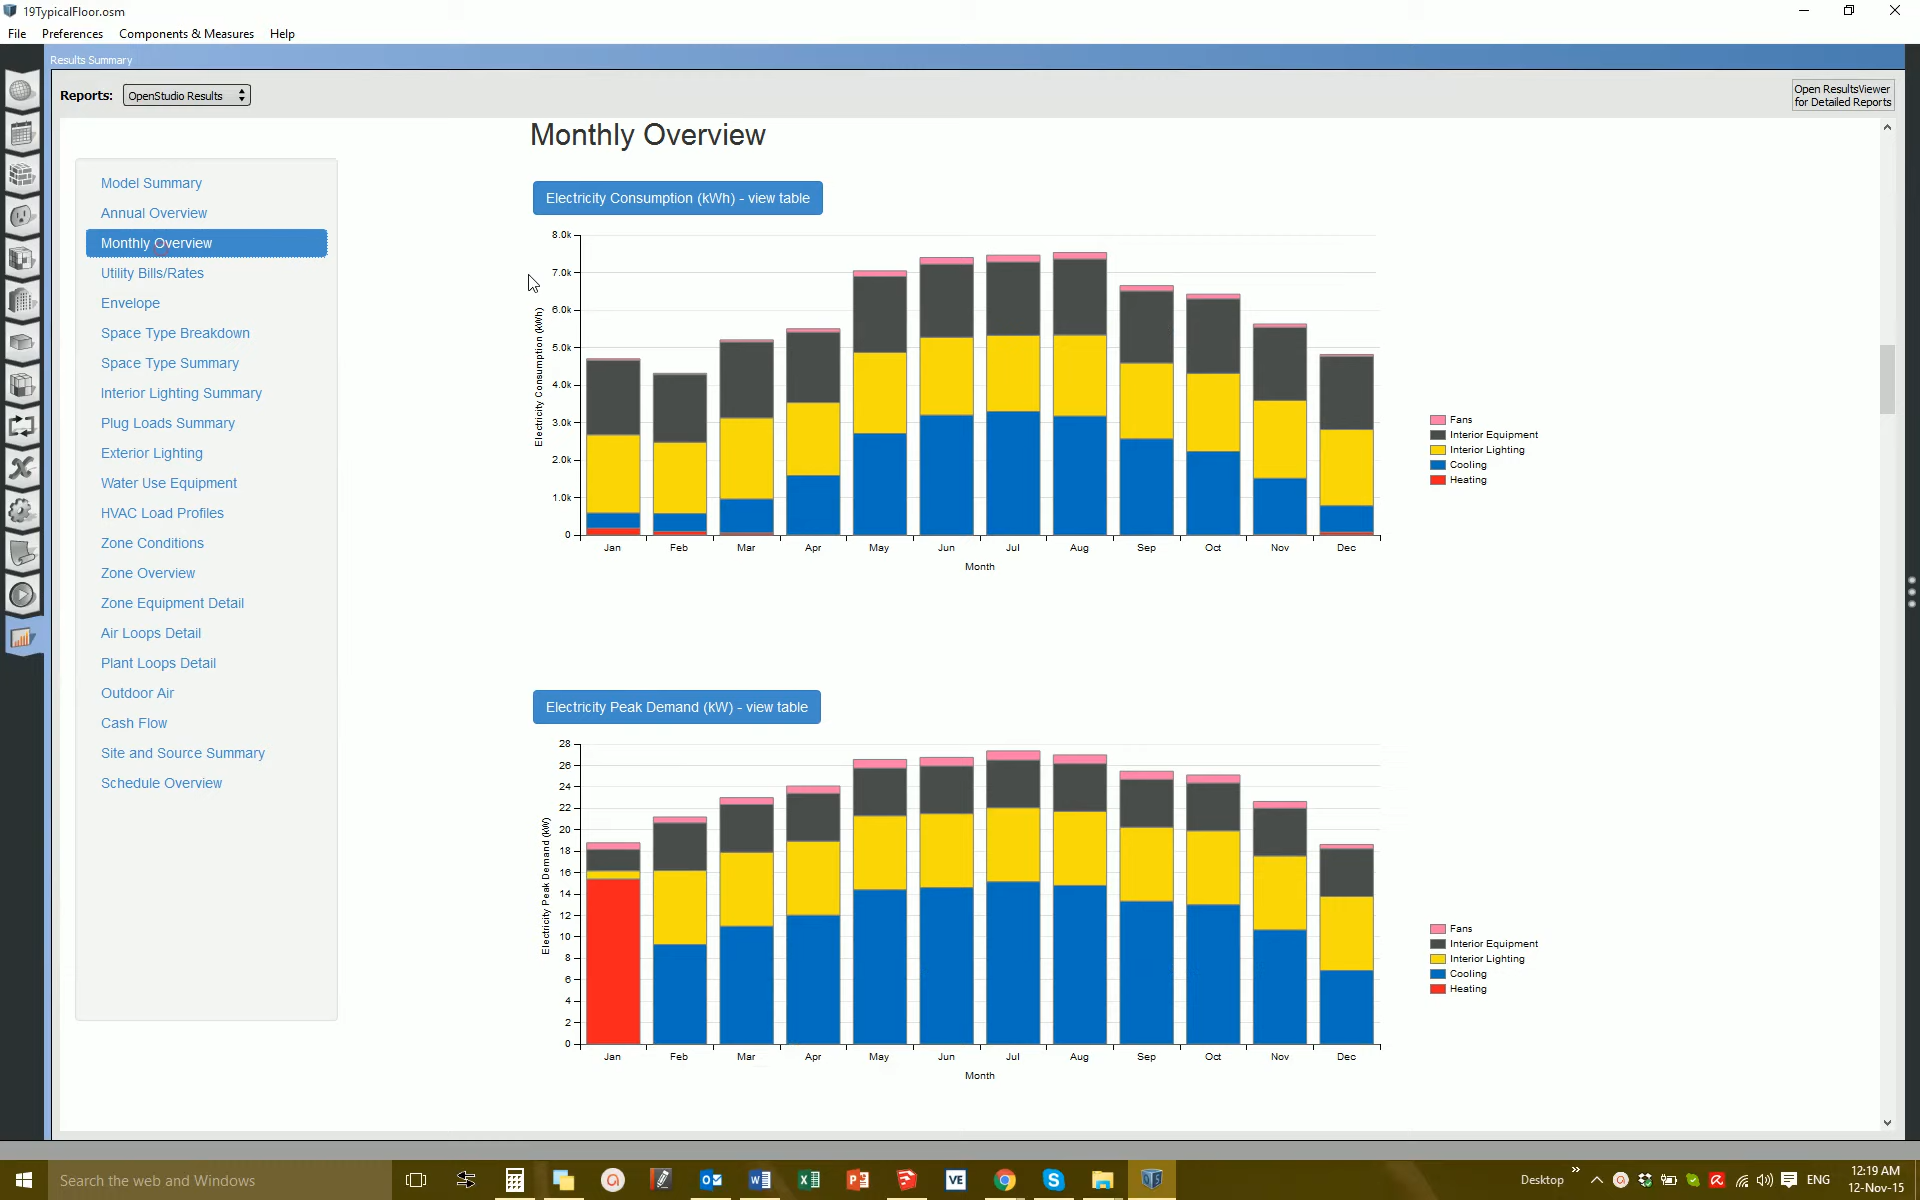 19TypicalFloor.osm
File Preferences Components & Measures Help
Results Summary
Reports: OpenStudio Results
Open ResultsViewer
for Detailed Reports
Model Summary
Annual Overview
Monthly Overview
Utility Bills/Rates
Envelope
Space Type Breakdown
Space Type Summary
Interior Lighting Summary
Plug Loads Summary
Exterior Lighting
Water Use Equipment
HVAC Load Profiles
Zone Conditions
Zone Overview
Zone Equipment Detail
Air Loops Detail
Plant Loops Detail
Outdoor Air
Cash Flow
Site and Source Summary
Schedule Overview
Monthly Overview
Electricity Consumption (kWh) - view table
Electricity Consumption (kWh)
8.0k
7.0k
6.0k
5.0k
4.0k
3.0k
2.0k
1.0k
0
Jan Feb Mar Apr May Jun Jul Aug Sep Oct Nov Dec
Month
Fans
Interior Equipment
Interior Lighting
Cooling
Heating
Electricity Peak Demand (kW) - view table
Electricity Peak Demand (kW)
28
26
24
22
20
18
16
14
12
10
8
6
4
2
0
Jan Feb Mar Apr May Jun Jul Aug Sep Oct Nov Dec
Month
Fans
Interior Equipment
Interior Lighting
Cooling
Heating
Search the web and Windows
VE
Desktop
ENG
12:19 AM
12-Nov-15